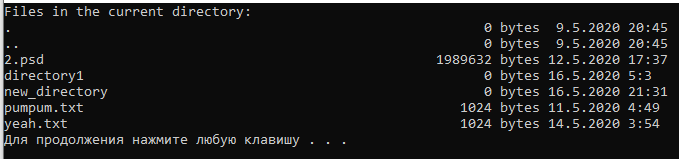 Files in the current directory:
. 0 bytes 9.5.2020 20:45
.. 0 bytes 9.5.2020 20:45
2.psd 1989632 bytes 12.5.2020 17:37
directory1 0 bytes 16.5.2020 5:3
new_directory 0 bytes 16.5.2020 21:31
pumpum.txt 1024 bytes 11.5.2020 4:49
yeah.txt 1024 bytes 14.5.2020 3:54
Для продолжения нажмите любую клавишу . . .